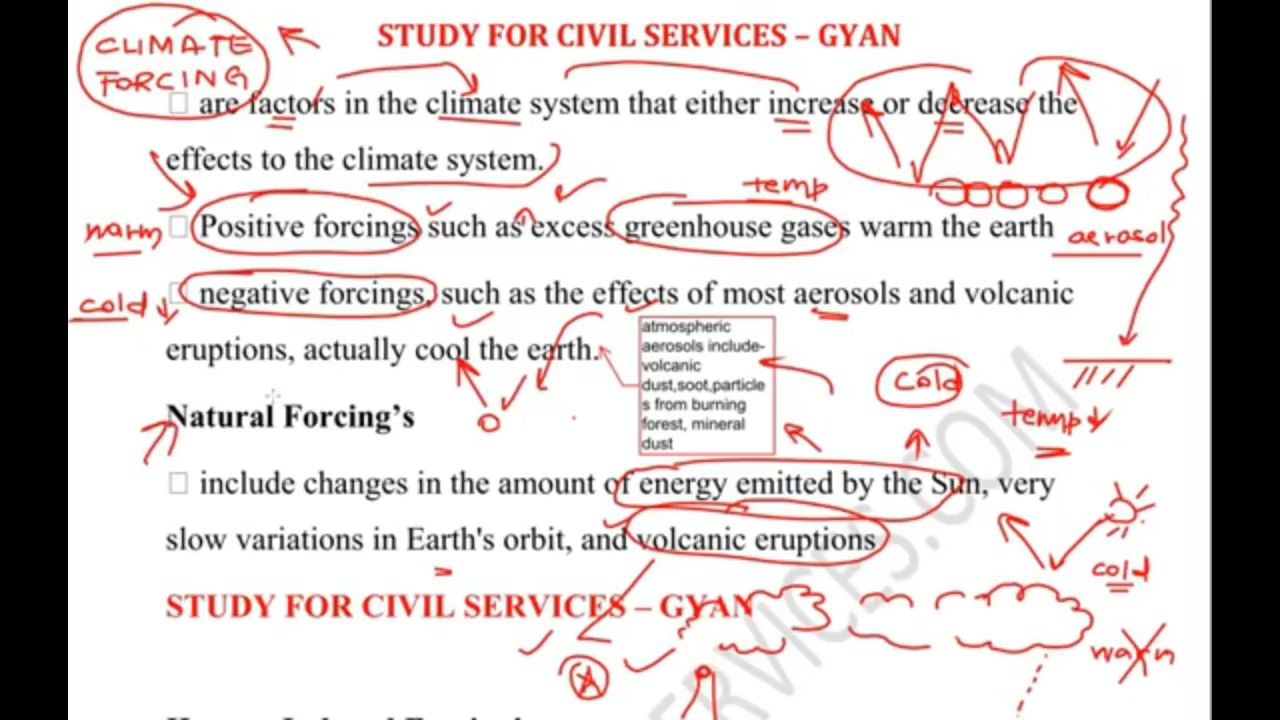 STUDY FOR CIVIL SERVICES – GYAN
CLIMATE
FORCING
are factors in the climate system that either increase or decrease the
effects to the climate system.
temp
warm
Positive forcings such as excess greenhouse gases warm the earth
aerosol
cold
negative forcings, such as the effects of most aerosols and volcanic
eruptions, actually cool the earth.
atmospheric
aerosols include-
volcanic
dust,soot,particle
s from burning
forest, mineral
dust
cold
temp
Natural Forcing's
include changes in the amount of energy emitted by the Sun, very
slow variations in Earth's orbit, and volcanic eruptions
cold
STUDY FOR CIVIL SERVICES – GYAN
warn
SERVICES.COM